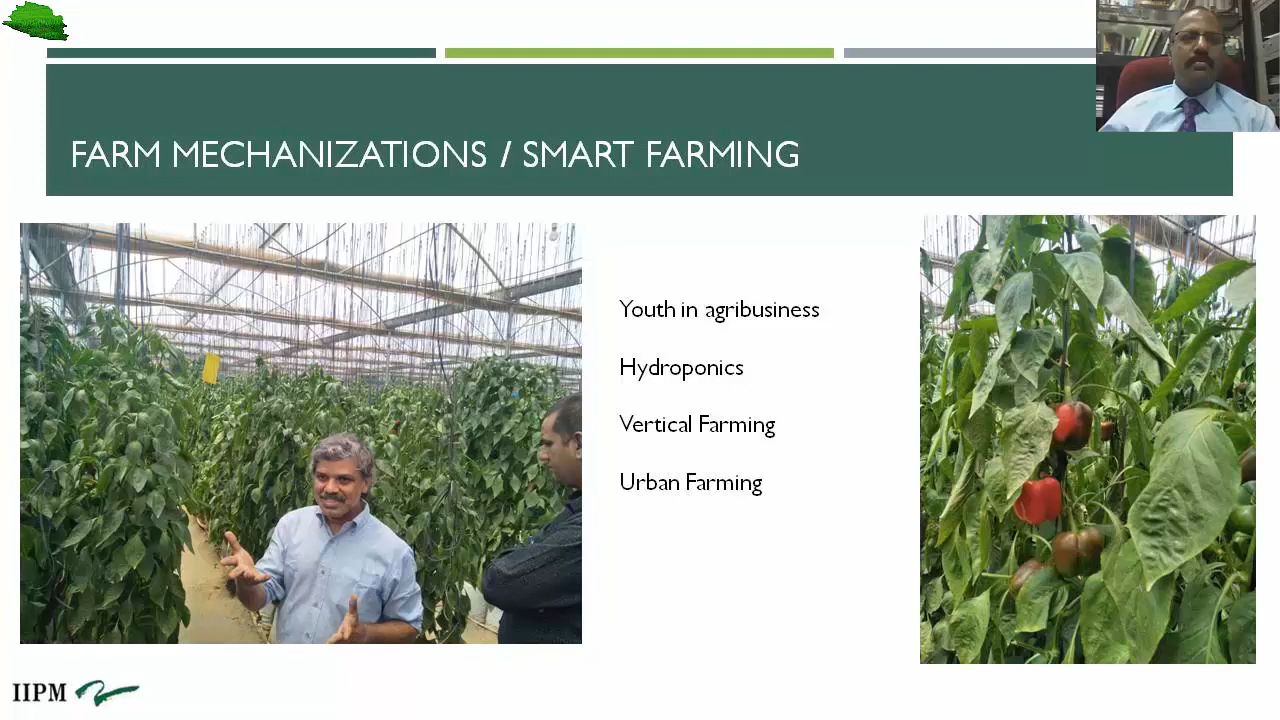 FARM MECHANIZATIONS / SMART FARMING
Youth in agribusiness
Hydroponics
Vertical Farming
Urban Farming
IIPM